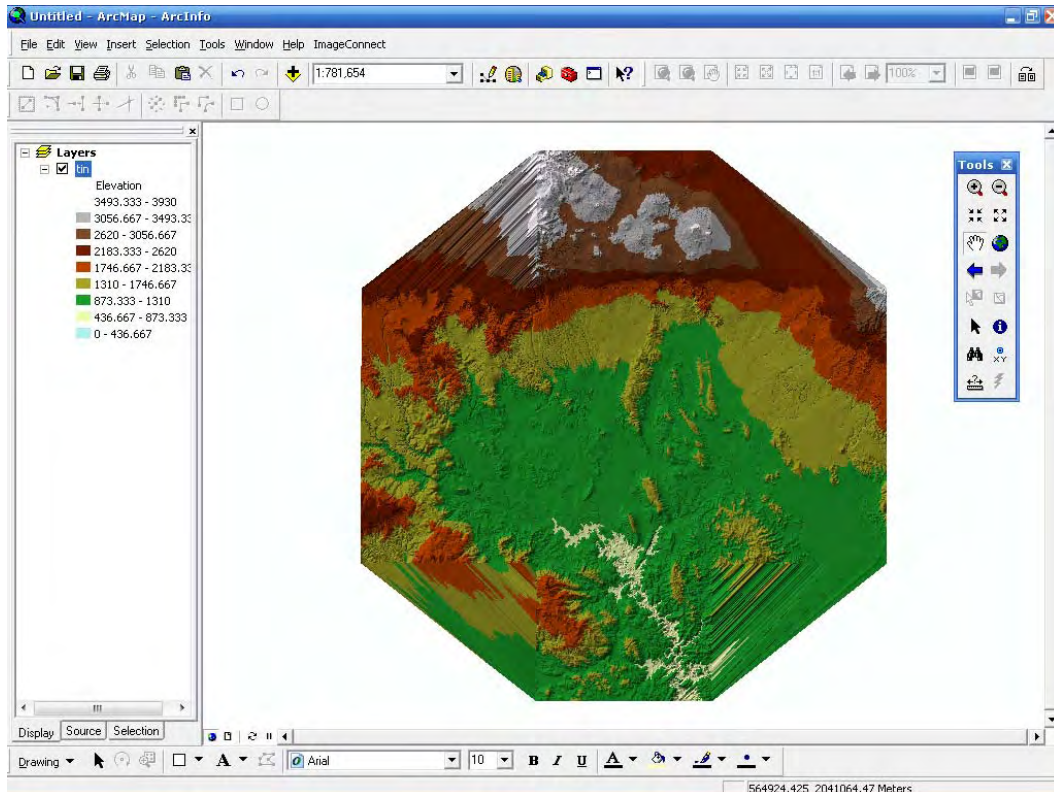 Untitled - ArcMap - ArcInfo
File Edit View Insert Selection Tools Window Help ImageConnect
1:781,654
100%
Layers
tin
Elevation
3493.333 - 3930
3056.667 - 3493.33
2620 - 3056.667
2183.333 - 2620
1746.667 - 2183.33
1310 - 1746.667
873.333 - 1310
436.667 - 873.333
0 - 436.667
Tools
XY
Display Source Selection
Drawing A Arial 10 B I U A
564924.425 2041064.47 Meters